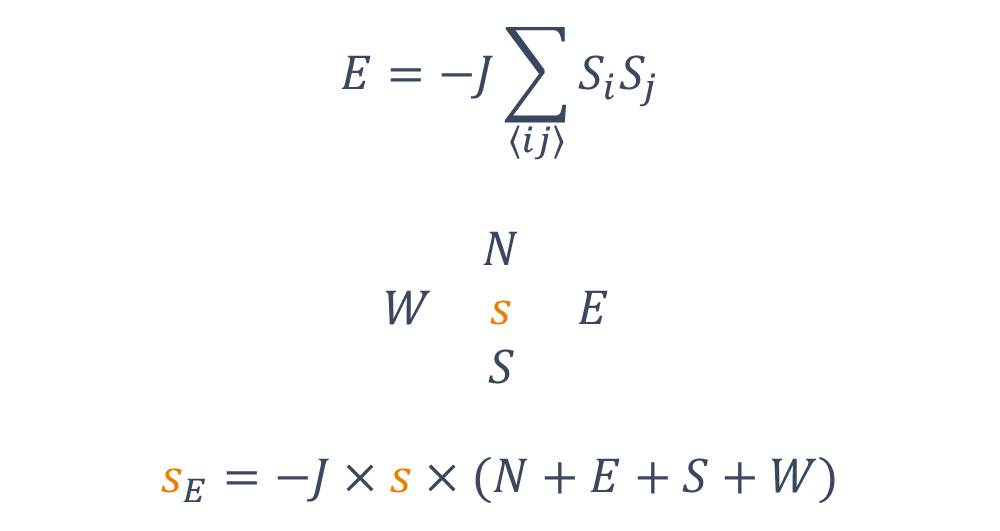 E = −J ∑ SᵢSⱼ
⟨ij⟩
N
W s E
S
s_E = −J × s × (N + E + S + W)